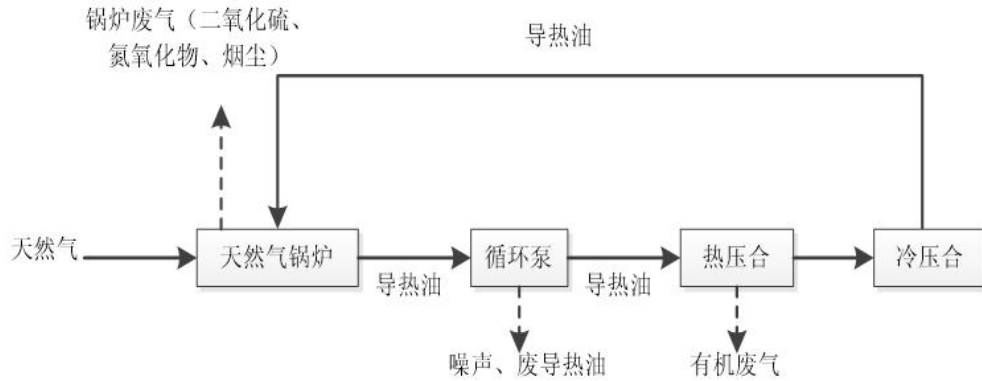 锅炉废气（二氧化硫、
氮氧化物、烟尘）
导热油
天然气
天然气锅炉
导热油
循环泵
导热油
热压合
冷压合
噪声、废导热油
有机废气